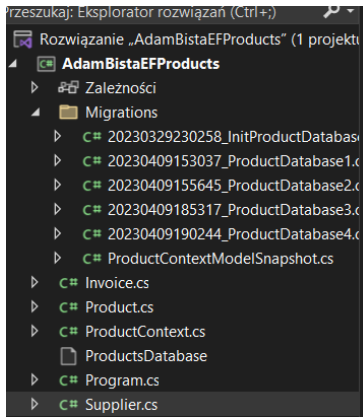 Przeszukaj: Eksplorator rozwiązań (Ctrl+;)
Rozwiązanie „AdamBistaEFProducts” (1 projektu
C# AdamBistaEFProducts
Zależności
Migrations
C# 20230329230258_InitProductDatabase
C# 20230409153037_ProductDatabase1.c
C# 20230409155645_ProductDatabase2.c
C# 20230409185317_ProductDatabase3.c
C# 20230409190244_ProductDatabase4.c
C# ProductContextModelSnapshot.cs
C# Invoice.cs
C# Product.cs
C# ProductContext.cs
ProductsDatabase
C# Program.cs
C# Supplier.cs